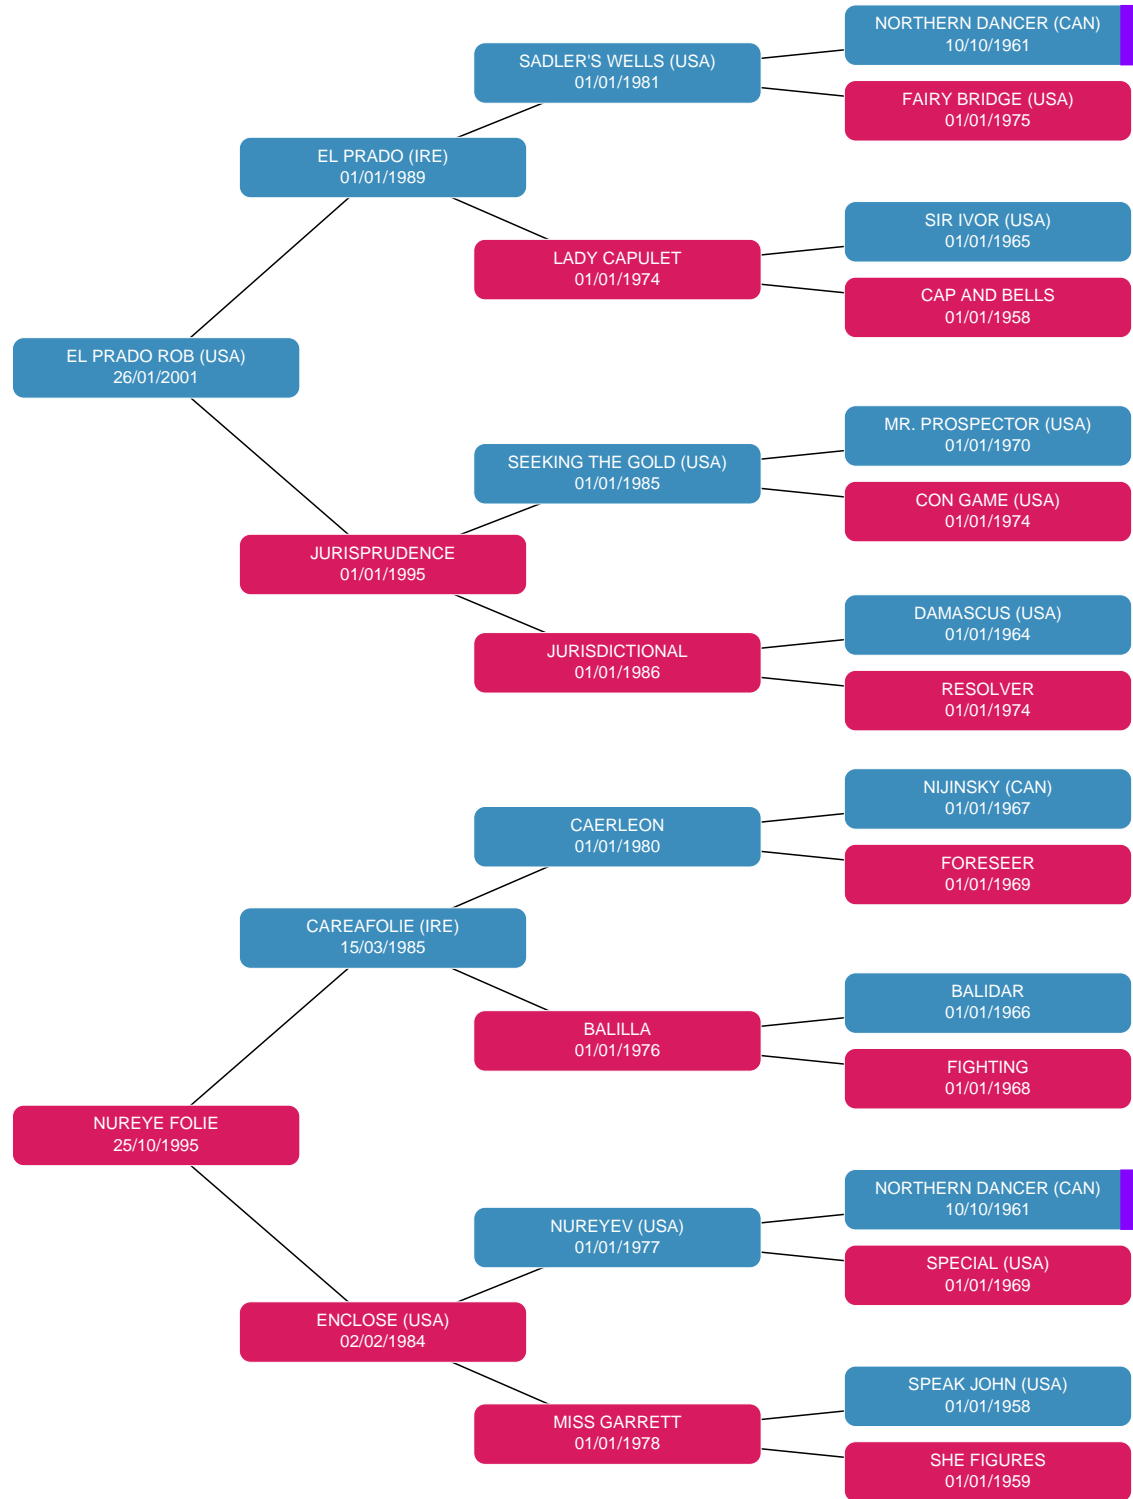 NORTHERN DANCER (CAN)
10/10/1961
SADLER'S WELLS (USA)
01/01/1981
FAIRY BRIDGE (USA)
01/01/1975
EL PRADO (IRE)
01/01/1989
SIR IVOR (USA)
01/01/1965
LADY CAPULET
01/01/1974
CAP AND BELLS
01/01/1958
EL PRADO ROB (USA)
26/01/2001
MR. PROSPECTOR (USA)
01/01/1970
SEEKING THE GOLD (USA)
01/01/1985
CON GAME (USA)
01/01/1974
JURISPRUDENCE
01/01/1995
DAMASCUS (USA)
01/01/1964
JURISDICTIONAL
01/01/1986
RESOLVER
01/01/1974
NIJINSKY (CAN)
01/01/1967
CAERLEON
01/01/1980
FORESEER
01/01/1969
CAREAFOLIE (IRE)
15/03/1985
BALIDAR
01/01/1966
BALILLA
01/01/1976
FIGHTING
01/01/1968
NUREYE FOLIE
25/10/1995
NORTHERN DANCER (CAN)
10/10/1961
NUREYEV (USA)
01/01/1977
SPECIAL (USA)
01/01/1969
ENCLOSE (USA)
02/02/1984
SPEAK JOHN (USA)
01/01/1958
MISS GARRETT
01/01/1978
SHE FIGURES
01/01/1959